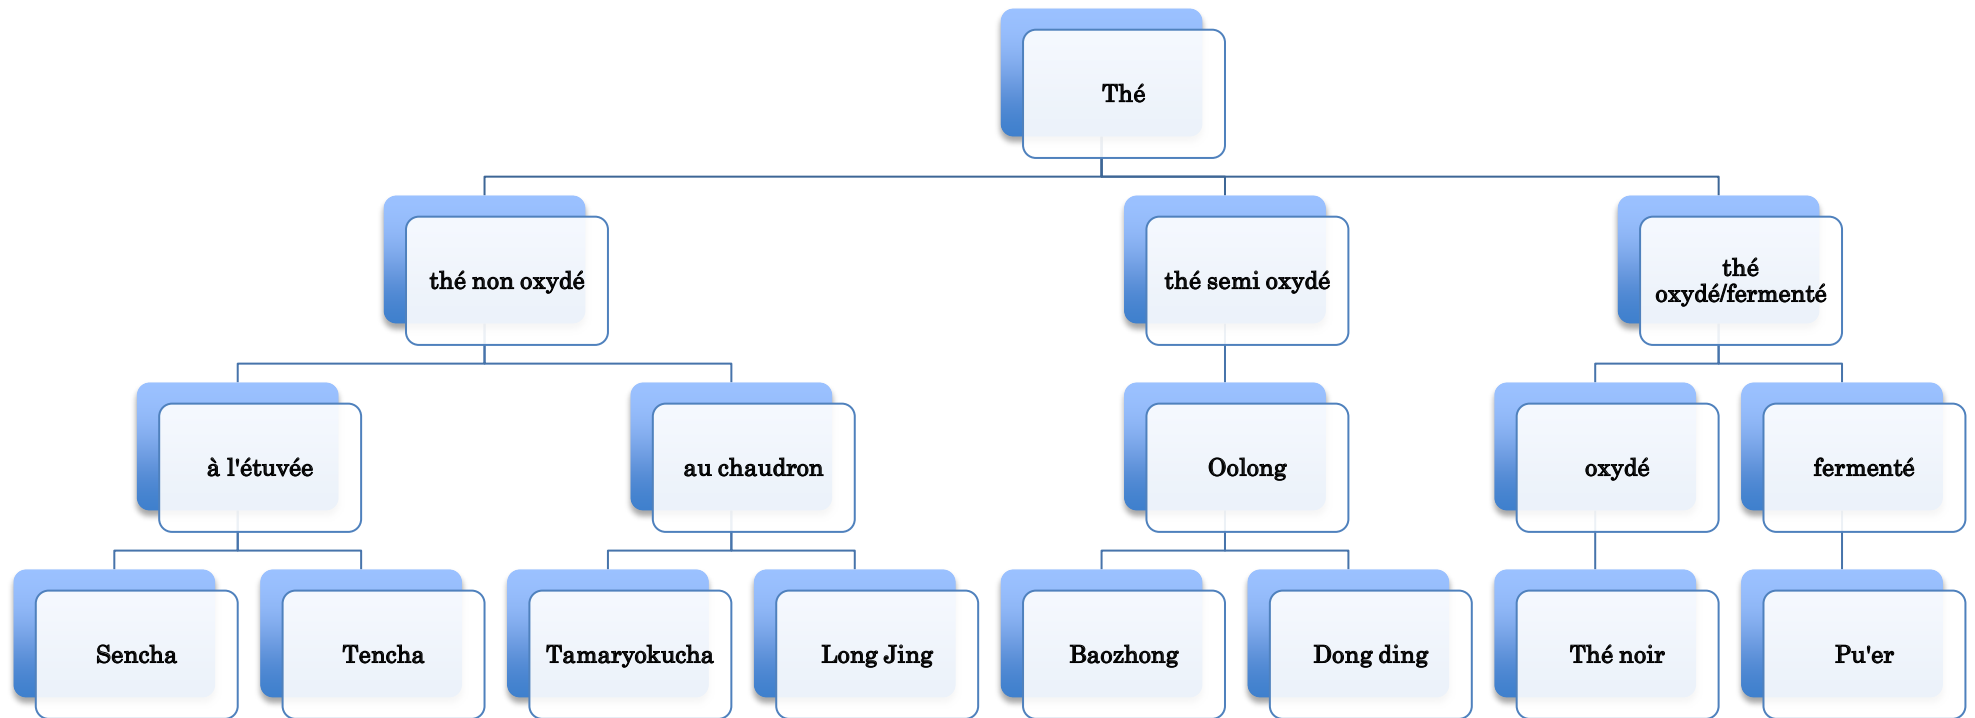 Thé
thé non oxydé
thé semi oxydé
thé
oxydé/fermenté
à l'étuvée
au chaudron
Oolong
oxydé
fermenté
Sencha
Tencha
Tamaryokucha
Long Jing
Baozhong
Dong ding
Thé noir
Pu'er